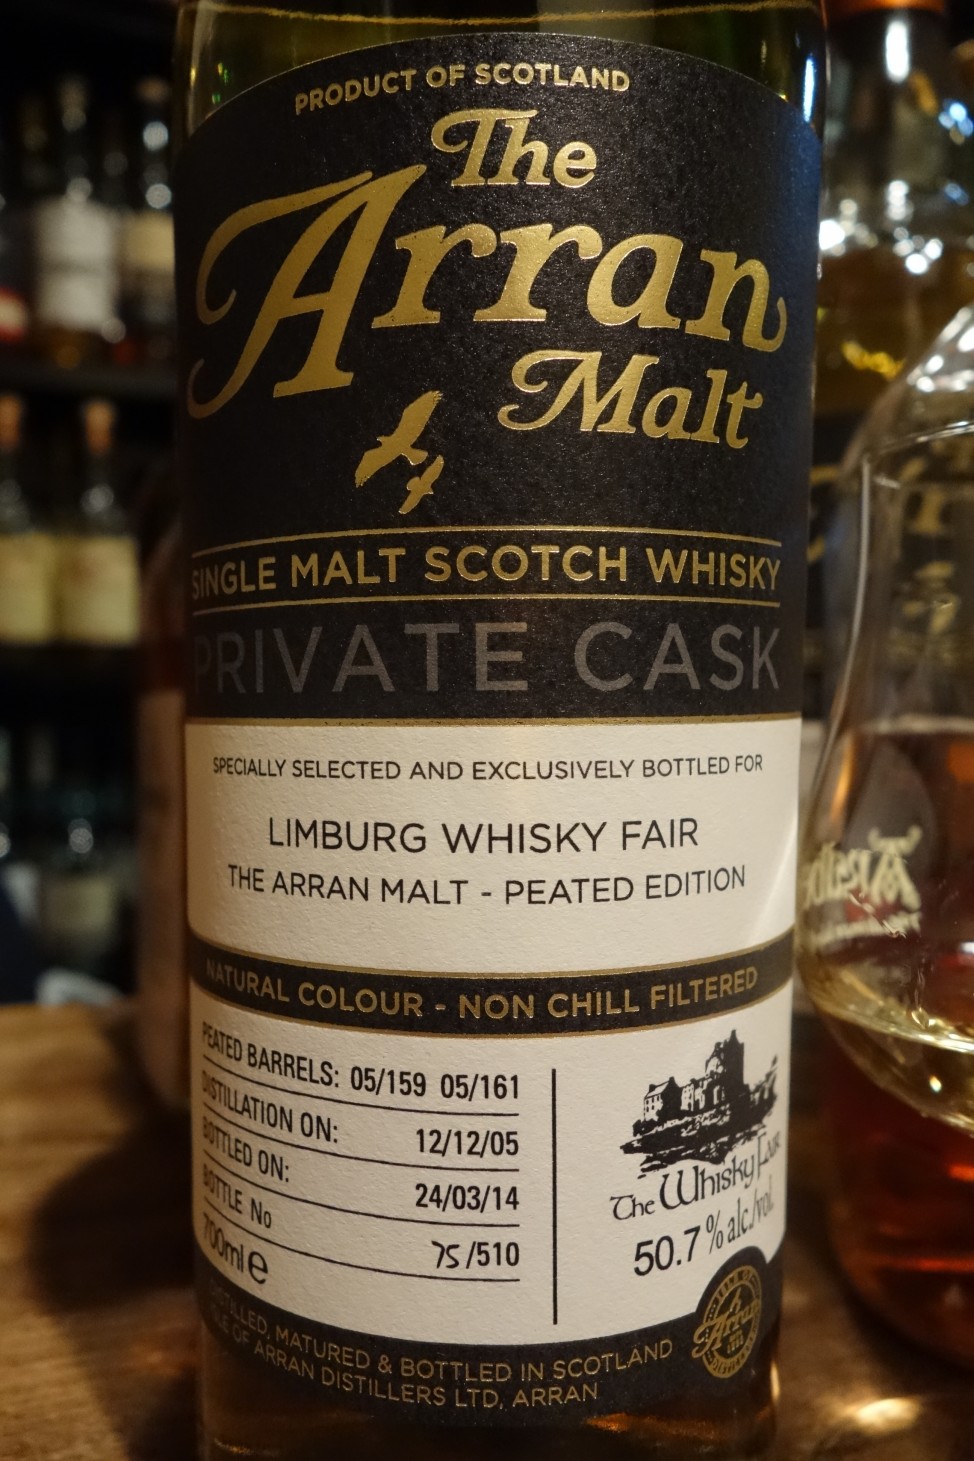 PRODUCT OF SCOTLAND
The
Arran
Malt
SINGLE MALT SCOTCH WHISKY
PRIVATE CASK
SPECIALLY SELECTED AND EXCLUSIVELY BOTTLED FOR
LIMBURG WHISKY FAIR
THE ARRAN MALT - PEATED EDITION
NATURAL COLOUR - NON CHILL FILTERED
PEATED BARRELS: 05/159 05/161
DISTILLATION ON: 12/12/05
BOTTLED ON: 24/03/14
BOTTLE No 75/510
700ml e
The Whisky Fair
50.7% alc./vol.
DISTILLED, MATURED & BOTTLED IN SCOTLAND
ISLE OF ARRAN DISTILLERS LTD, ARRAN
Arran